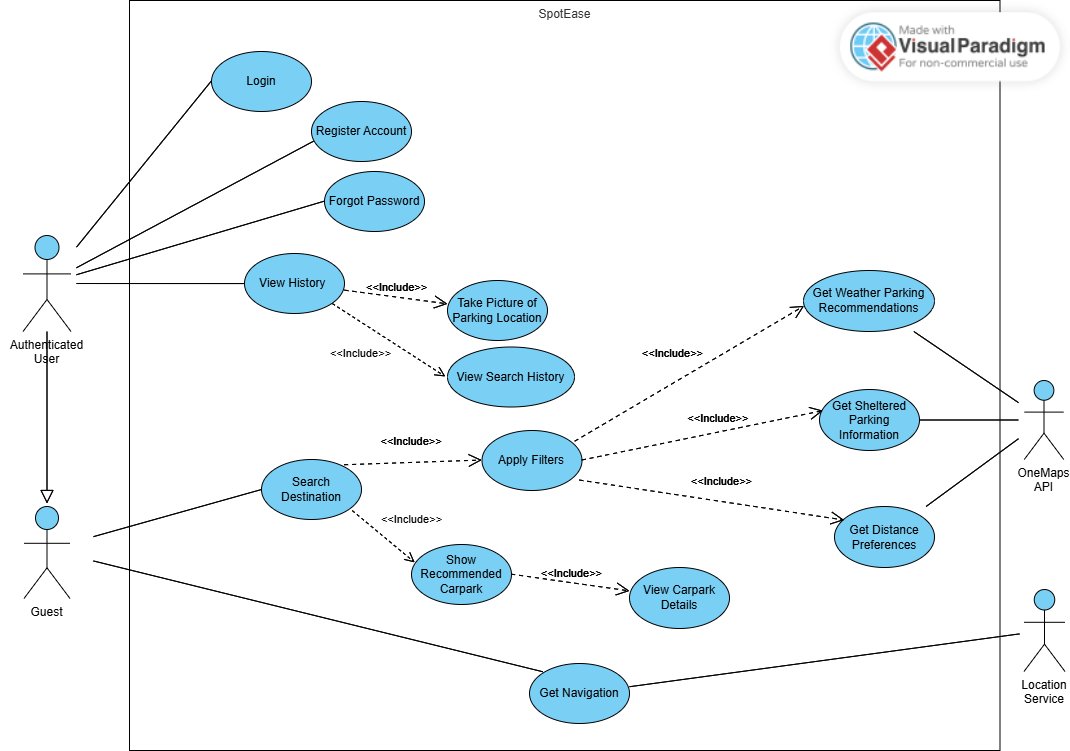 SpotEase
Made with
VisualParadigm
For non-commercial use
Login
Register Account
Forgot Password
View History
<<Include>>
Take Picture of
Parking Location
<<Include>>
View Search History
Authenticated
User
Get Weather Parking
Recommendations
<<Include>>
Get Sheltered
Parking
Information
<<Include>>
<<Include>>
Apply Filters
Search
Destination
<<Include>>
OneMaps
API
<<Include>>
Get Distance
Preferences
Show
Recommended
Carpark
<<Include>>
View Carpark
Details
Guest
Get Navigation
Location
Service